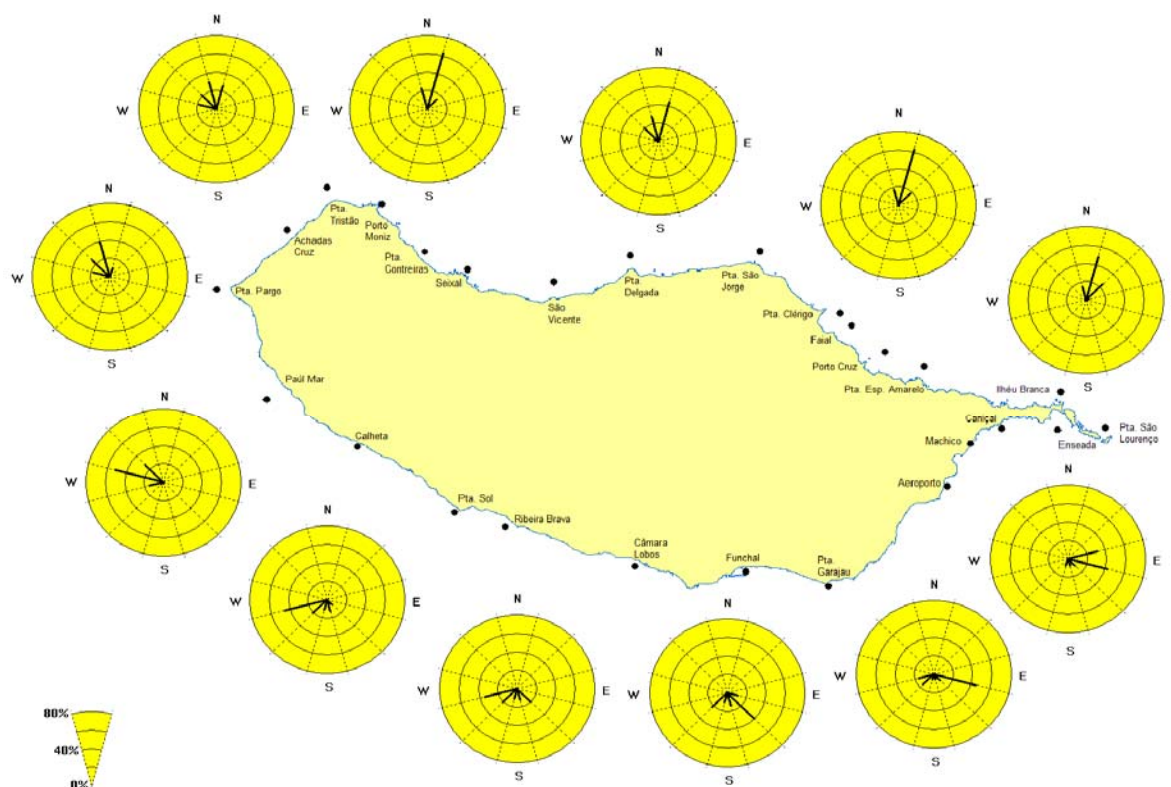 N
N
W
E
S
W
E
S
N
W
E
S
N
W
E
S
N
W
E
S
N
W
E
S
Pta.
Tristão
Porto
Moniz
Achadas
Cruz
Pta.
Contreiras
Seixal
Pta. Pargo
São
Vicente
Pta.
Delgada
Pta. São
Jorge
Pta. Clérigo
Faial
Porto Cruz
Pta. Esp. Amarelo
Ilhéu Branca
Caniçal
Pta. São
Lourenço
Machico
Enseada
Aeroporto
Paúl Mar
Calheta
Pta. Sol
Ribeira Brava
Câmara
Lobos
Funchal
Pta.
Garajau
N
W
E
S
N
W
E
S
N
W
E
S
N
W
E
S
N
W
E
S
N
W
E
S
80%
40%
0%